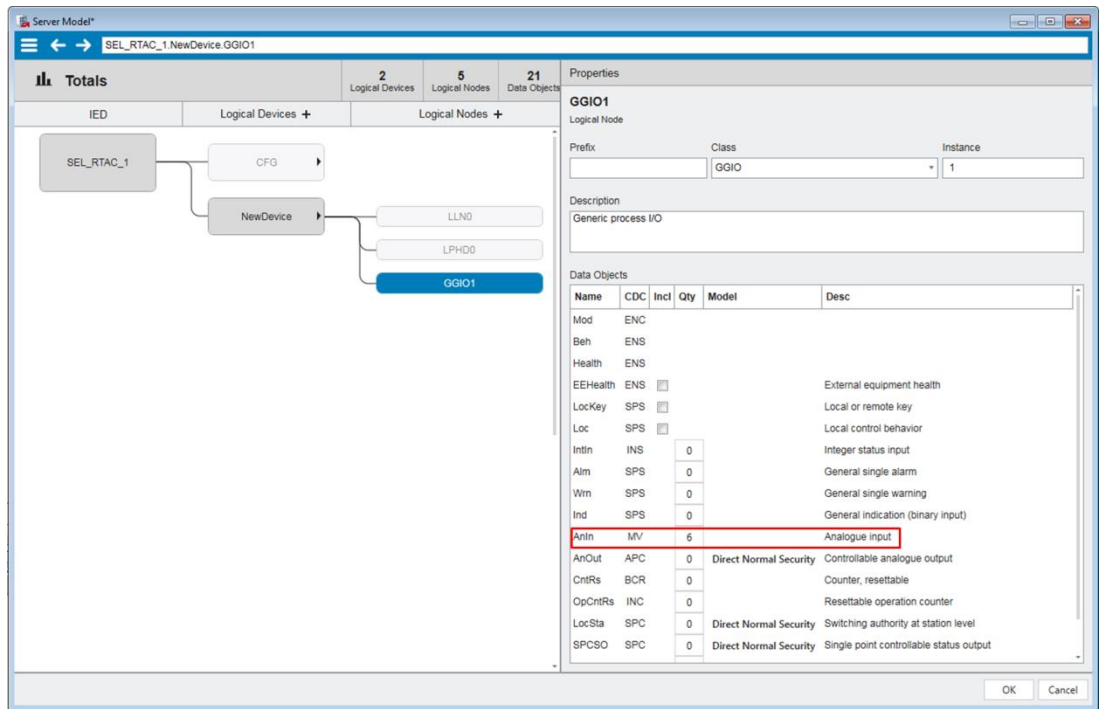 Server Model*
SEL_RTAC_1.NewDevice.GGIO1
Totals
2 Logical Devices
5 Logical Nodes
21 Data Objects
IED
Logical Devices +
Logical Nodes +
SEL_RTAC_1
CFG
NewDevice
LLN0
LPHD0
GGIO1
Properties
GGIO1
Logical Node
Prefix Class Instance
GGIO 1
Description
Generic process I/O
Data Objects
Name CDC Incl Qty Model Desc
Mod ENC
Beh ENS
Health ENS
EEHealth ENS External equipment health
LocKey SPS Local or remote key
Loc SPS Local control behavior
IntIn INS 0 Integer status input
Alm SPS 0 General single alarm
Wrn SPS 0 General single warning
Ind SPS 0 General indication (binary input)
AnIn MV 6 Analogue input
AnOut APC 0 Direct Normal Security Controllable analogue output
CntRs BCR 0 Counter, resettable
OpCntRs INC 0 Resettable operation counter
LocSta SPC 0 Direct Normal Security Switching authority at station level
SPCSO SPC 0 Direct Normal Security Single point controllable status output
OK Cancel